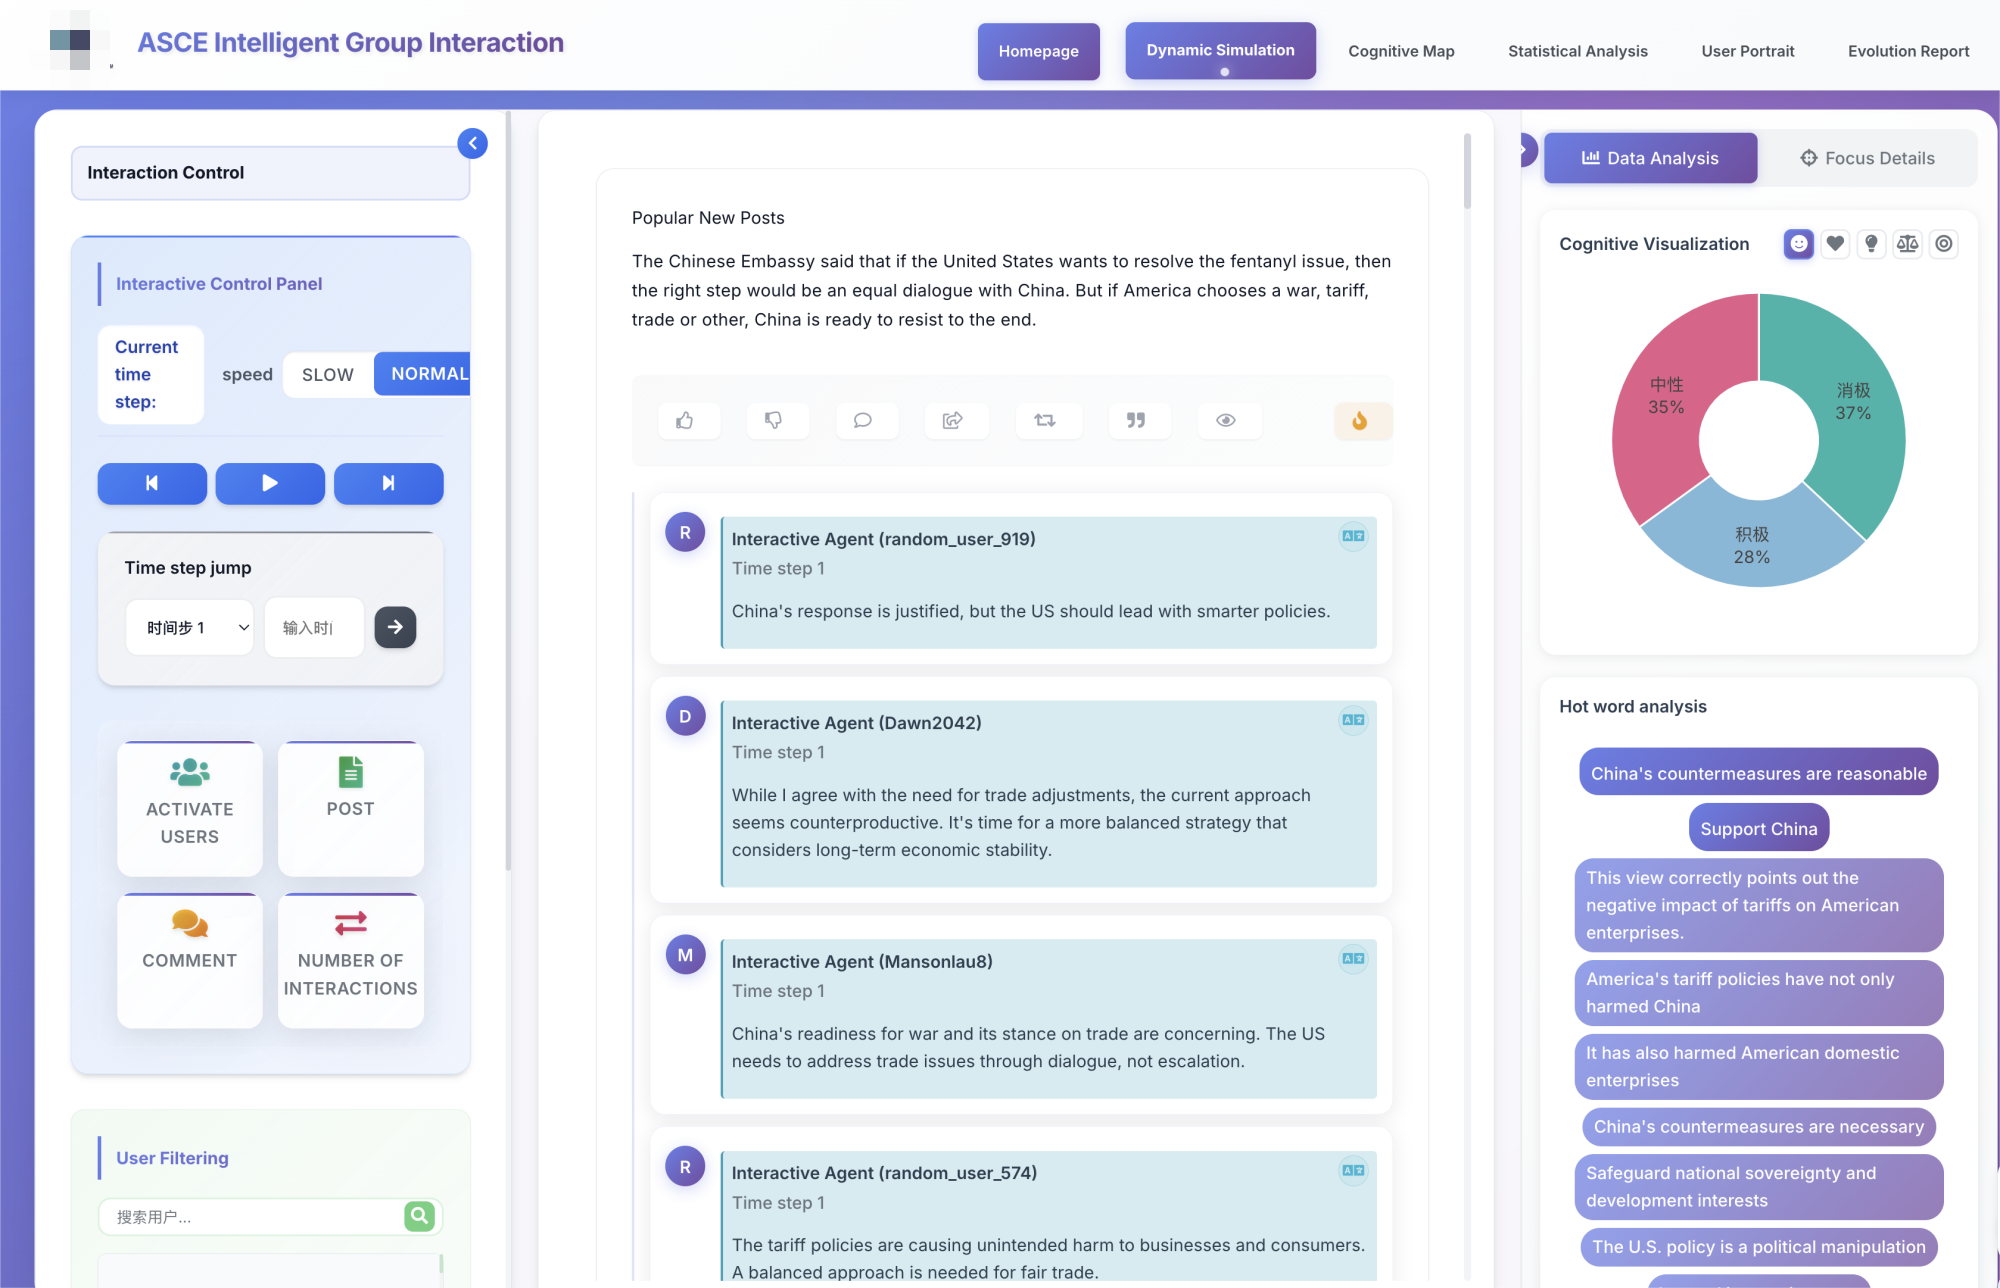 ASCE Intelligent Group Interaction
Homepage
Dynamic Simulation
Cognitive Map
Statistical Analysis
User Portrait
Evolution Report
Interaction Control
Interactive Control Panel
Current
time
step:
speed
SLOW
NORMAL
Time step jump
时间步 1
输入时
ACTIVATE
USERS
POST
COMMENT
NUMBER OF
INTERACTIONS
User Filtering
搜索用户...
Popular New Posts
The Chinese Embassy said that if the United States wants to resolve the fentanyl issue, then
the right step would be an equal dialogue with China. But if America chooses a war, tariff,
trade or other, China is ready to resist to the end.
R
Interactive Agent (random_user_919)
Time step 1
China's response is justified, but the US should lead with smarter policies.
D
Interactive Agent (Dawn2042)
Time step 1
While I agree with the need for trade adjustments, the current approach
seems counterproductive. It's time for a more balanced strategy that
considers long-term economic stability.
M
Interactive Agent (Mansonlau8)
Time step 1
China's readiness for war and its stance on trade are concerning. The US
needs to address trade issues through dialogue, not escalation.
R
Interactive Agent (random_user_574)
Time step 1
The tariff policies are causing unintended harm to businesses and consumers.
A balanced approach is needed for fair trade.
Data Analysis
Focus Details
Cognitive Visualization
中性
35%
消极
37%
积极
28%
Hot word analysis
China's countermeasures are reasonable
Support China
This view correctly points out the
negative impact of tariffs on American
enterprises.
America's tariff policies have not only
harmed China
It has also harmed American domestic
enterprises
China's countermeasures are necessary
Safeguard national sovereignty and
development interests
The U.S. policy is a political manipulation